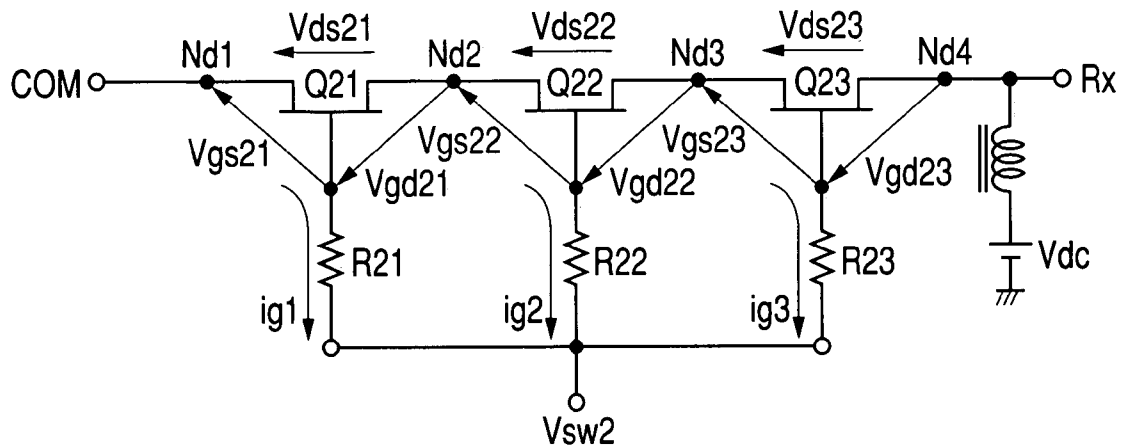 Vds21
Vds22
Vds23
Nd1
Nd2
Nd3
Nd4
COM
Q21
Q22
Q23
Rx
Vgs21
Vgd21
Vgs22
Vgd22
Vgs23
Vgd23
R21
R22
R23
Vdc
ig1
ig2
ig3
Vsw2